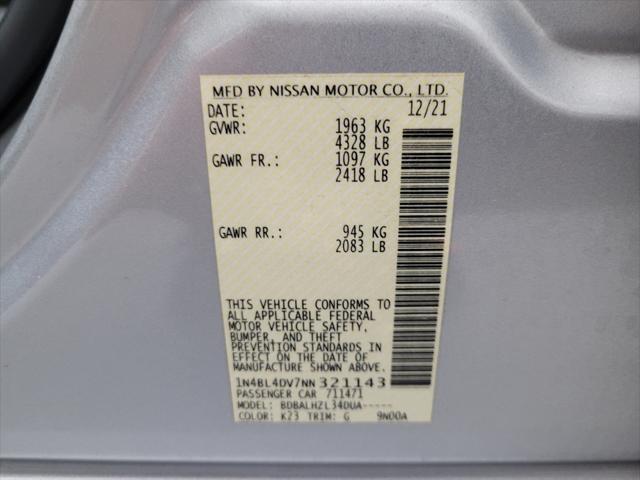 MFD BY NISSAN MOTOR CO., LTD.
DATE: 12/21
GVWR: 1963 KG
4328 LB
GAWR FR.: 1097 KG
2418 LB
GAWR RR.: 945 KG
2083 LB
THIS VEHICLE CONFORMS TO
ALL APPLICABLE FEDERAL
MOTOR VEHICLE SAFETY,
BUMPER, AND THEFT
PREVENTION STANDARDS IN
EFFECT ON THE DATE OF
MANUFACTURE SHOWN ABOVE.
1N4BL4DV7NN321143
PASSENGER CAR 711471
MODEL: BDBALHZL34DUA-----
COLOR: K23 TRIM: G 9N00A